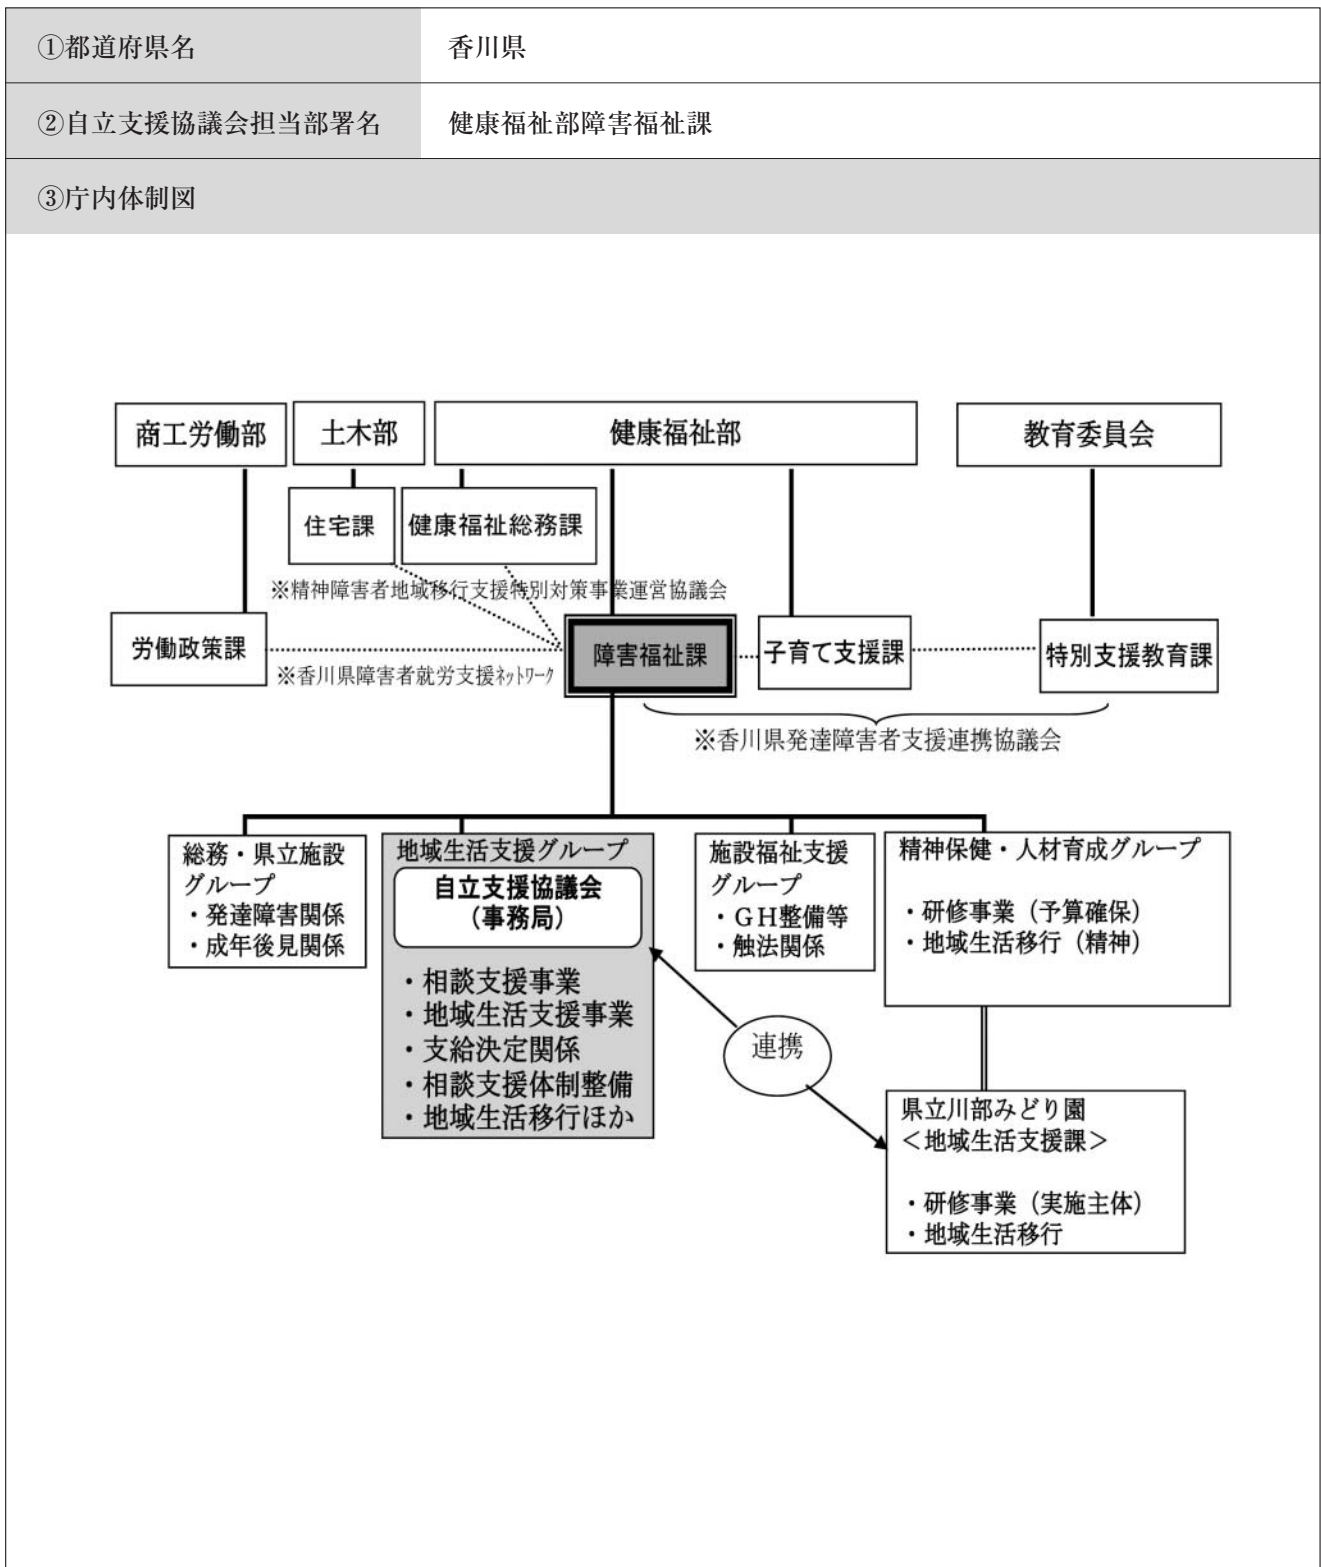 ①都道府県名
香川県
②自立支援協議会担当部署名
健康福祉部障害福祉課
③庁内体制図
商工労働部
土木部
健康福祉部
教育委員会
住宅課
健康福祉総務課
※精神障害者地域移行支援特別対策事業運営協議会
労働政策課
障害福祉課
子育て支援課
特別支援教育課
※香川県障害者就労支援ﾈｯﾄﾜｰｸ
※香川県発達障害者支援連携協議会
総務・県立施設
グループ
・発達障害関係
・成年後見関係
地域生活支援グループ
自立支援協議会
（事務局）
・相談支援事業
・地域生活支援事業
・支給決定関係
・相談支援体制整備
・地域生活移行ほか
施設福祉支援
グループ
・ＧＨ整備等
・触法関係
精神保健・人材育成グループ
・研修事業（予算確保）
・地域生活移行（精神）
連携
県立川部みどり園
＜地域生活支援課＞
・研修事業（実施主体）
・地域生活移行